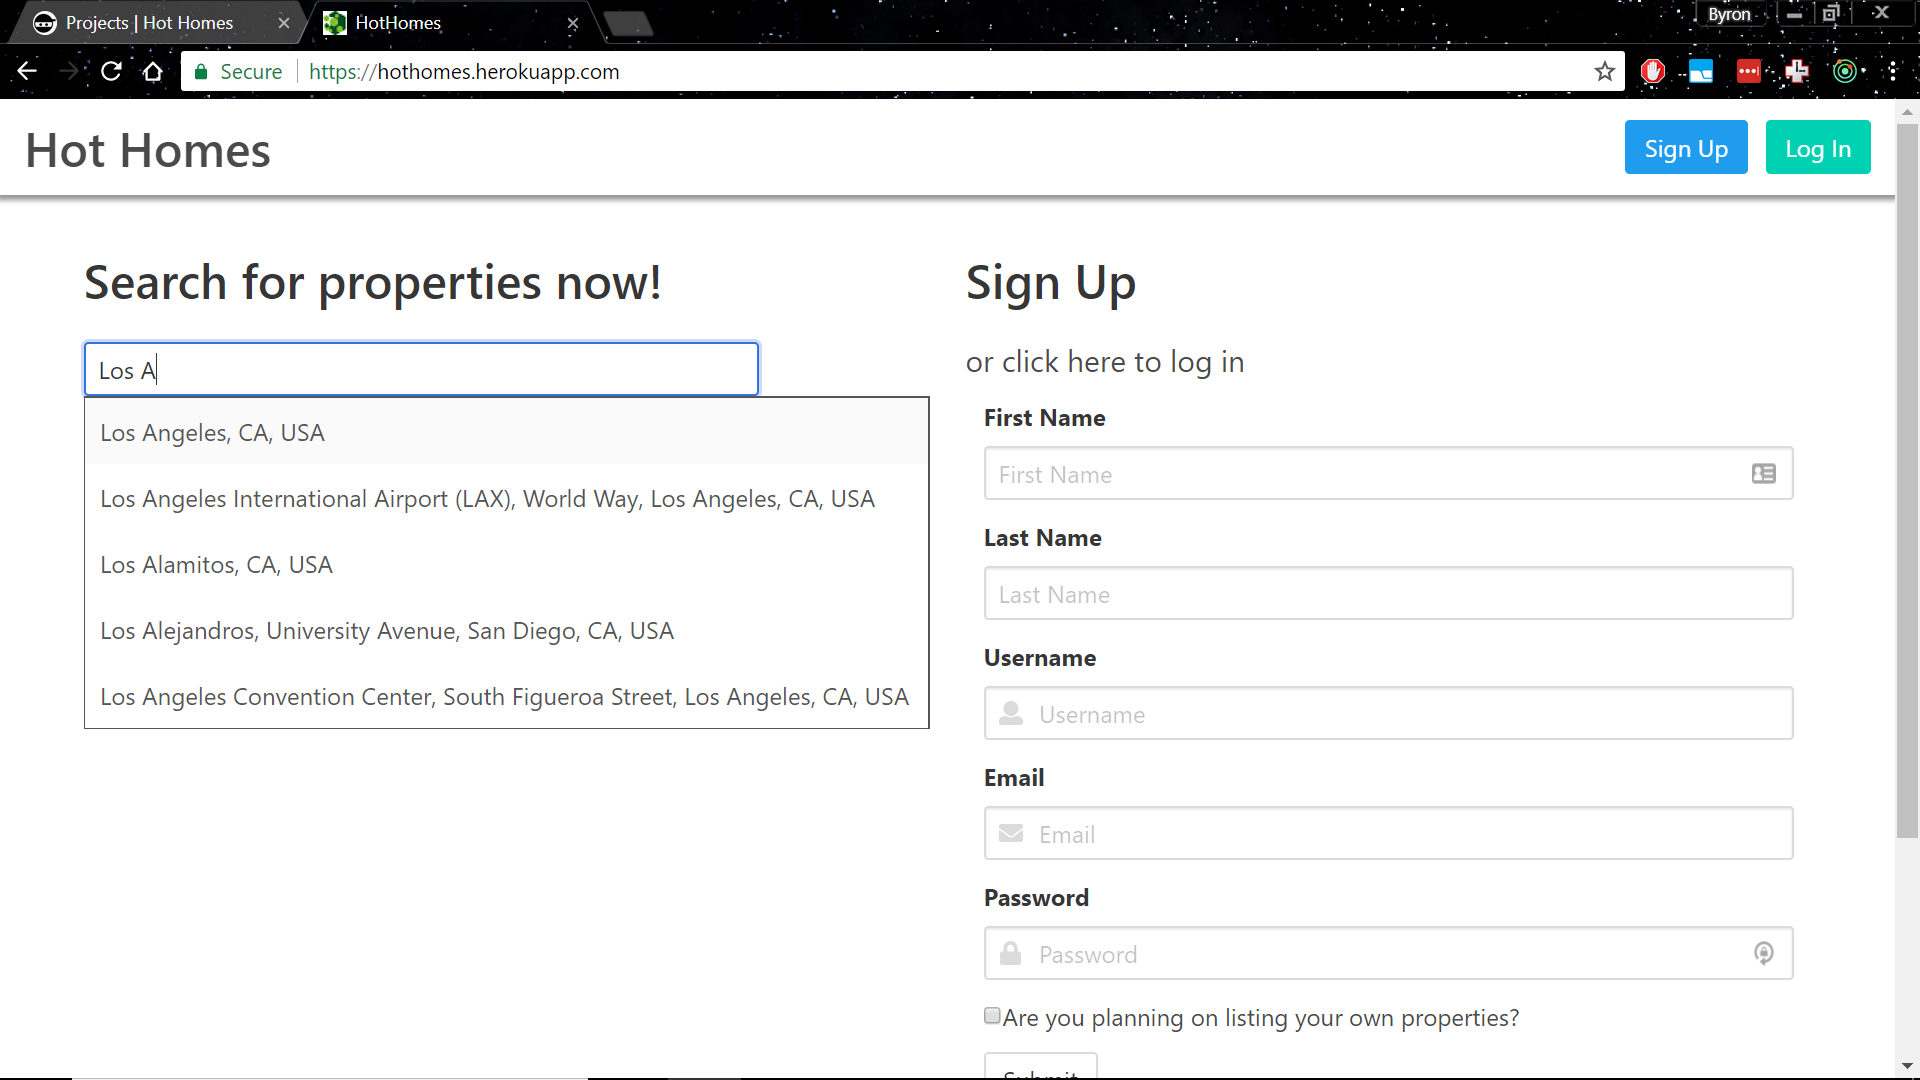 Projects | Hot Homes
HotHomes
Byron
Secure
https://hothomes.herokuapp.com
Hot Homes
Sign Up
Log In
Search for properties now!
Los A
Los Angeles, CA, USA
Los Angeles International Airport (LAX), World Way, Los Angeles, CA, USA
Los Alamitos, CA, USA
Los Alejandros, University Avenue, San Diego, CA, USA
Los Angeles Convention Center, South Figueroa Street, Los Angeles, CA, USA
Sign Up
or click here to log in
First Name
First Name
Last Name
Last Name
Username
Username
Email
Email
Password
Password
Are you planning on listing your own properties?
Submit